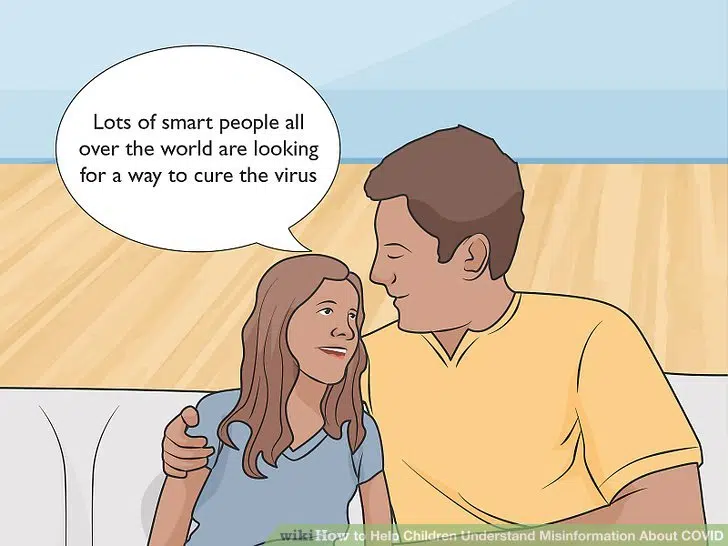 Lots of smart people all
over the world are looking
for a way to cure the virus
wikiHow to Help Children Understand Misinformation About COVID